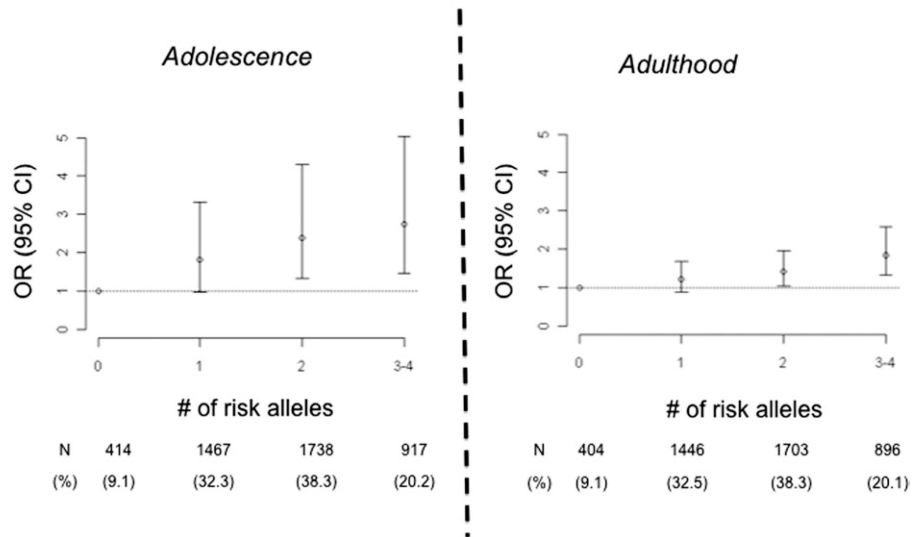 Adolescence
OR (95% CI)
5
4
3
2
1
0
0 1 2 3-4
# of risk alleles
N 414 1467 1738 917
(%) (9.1) (32.3) (38.3) (20.2)
Adulthood
OR (95% CI)
5
4
3
2
1
0
0 1 2 3-4
# of risk alleles
N 404 1446 1703 896
(%) (9.1) (32.5) (38.3) (20.1)